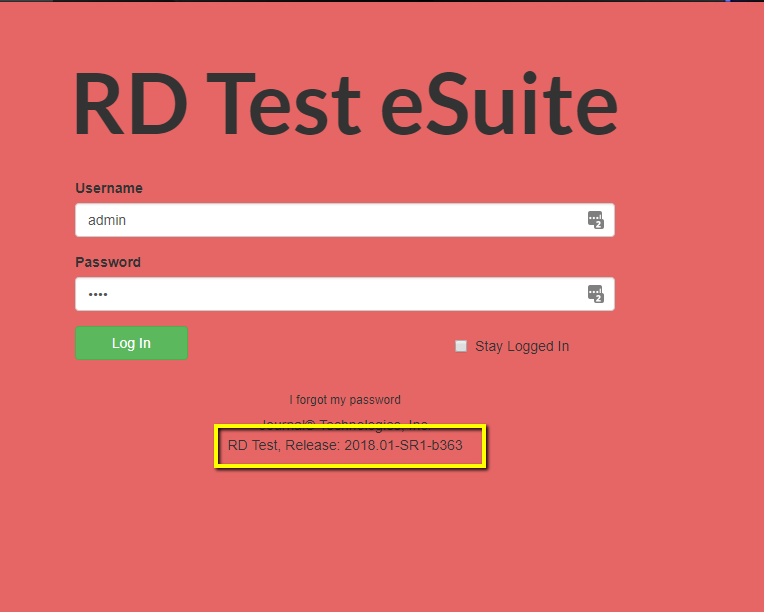 RD Test eSuite
Username
admin
Password
••••
Log In
Stay Logged In
I forgot my password
Journal® Technologies, Inc.
RD Test, Release: 2018.01-SR1-b363